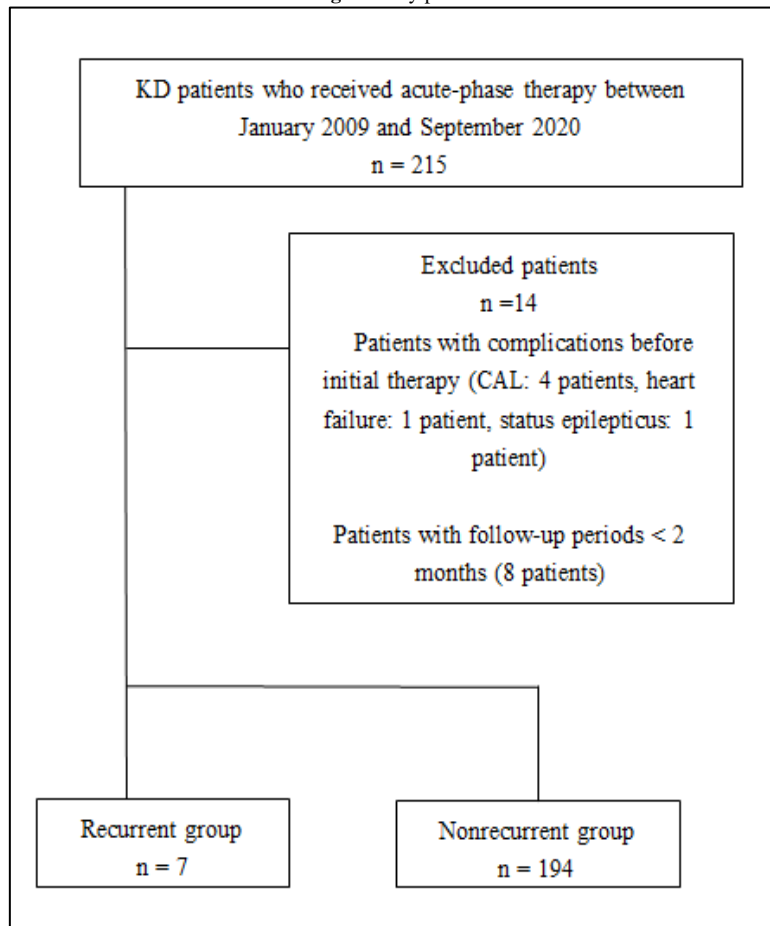 KD patients who received acute-phase therapy between
January 2009 and September 2020
n = 215
Excluded patients
n =14
Patients with complications before
initial therapy (CAL: 4 patients, heart
failure: 1 patient, status epilepticus: 1
patient)
Patients with follow-up periods < 2
months (8 patients)
Recurrent group
n = 7
Nonrecurrent group
n = 194